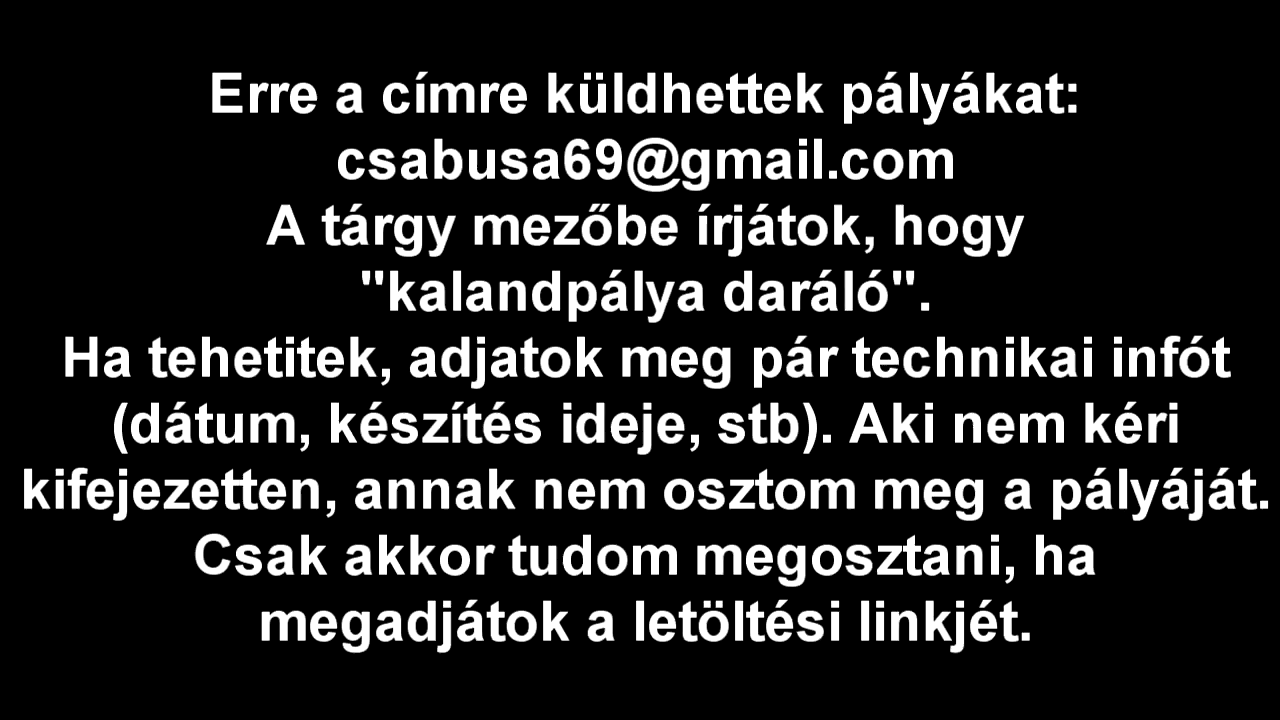 Erre a címre küldhettek pályákat:
csabusa69@gmail.com
A tárgy mezőbe írjátok, hogy
"kalandpálya daráló".
Ha tehetitek, adjatok meg pár technikai infót
(dátum, készítés ideje, stb). Aki nem kéri
kifejezetten, annak nem osztom meg a pályáját.
Csak akkor tudom megosztani, ha
megadjátok a letöltési linkjét.